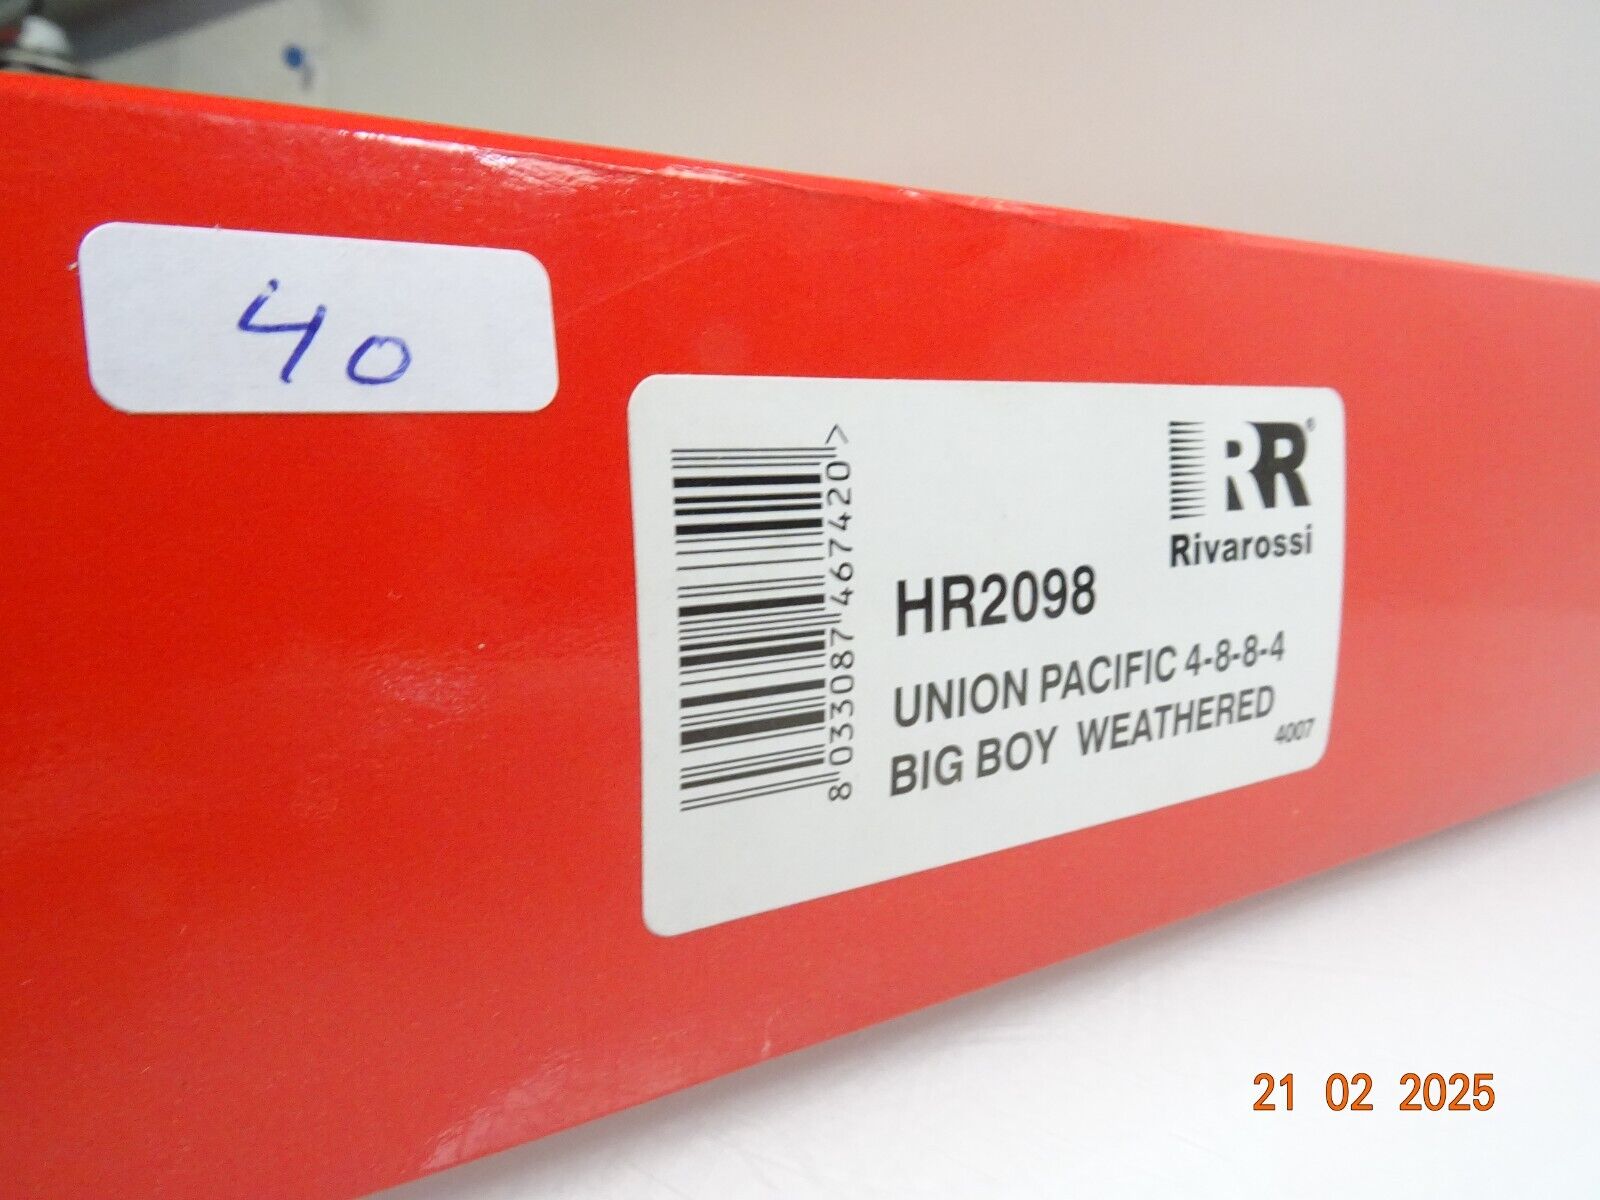 40
RR®
Rivarossi
HR2098
UNION PACIFIC 4-8-8-4
BIG BOY WEATHERED
4007
8 033087 467420 >
21 02 2025